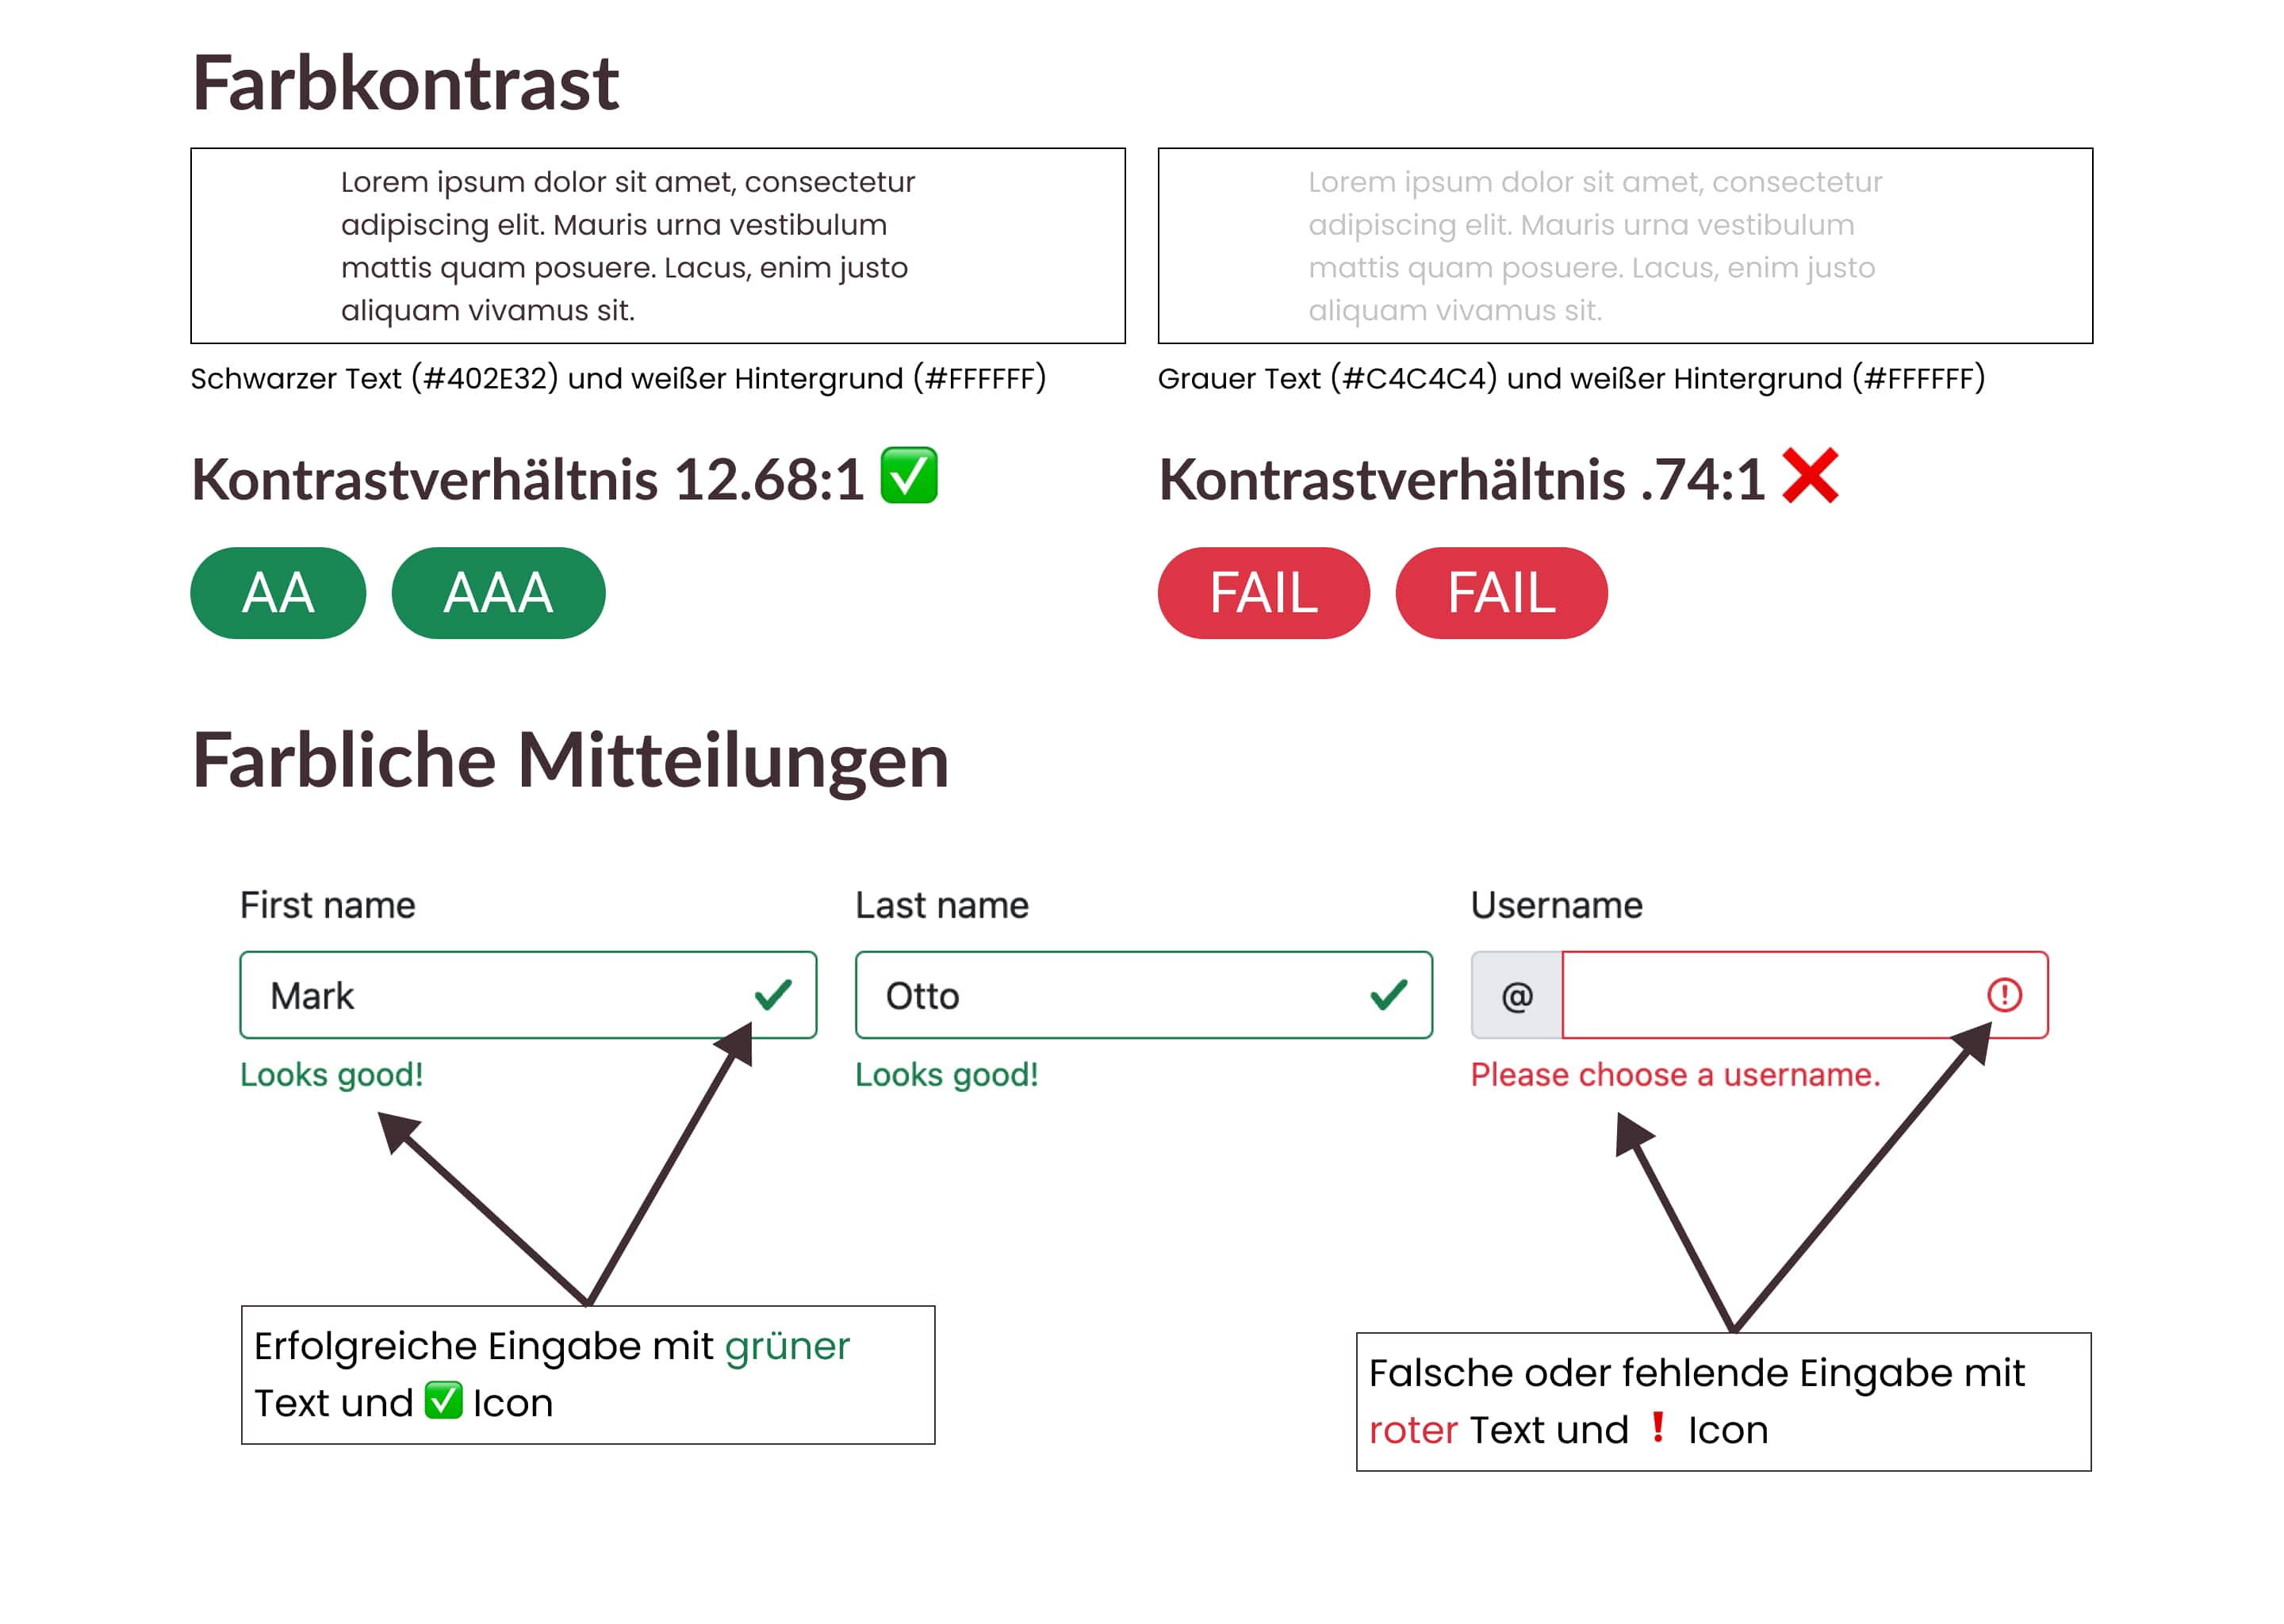 Farbkontrast
Lorem ipsum dolor sit amet, consectetur
adipiscing elit. Mauris urna vestibulum
mattis quam posuere. Lacus, enim justo
aliquam vivamus sit.
Schwarzer Text (#402E32) und weißer Hintergrund (#FFFFFF)
Kontrastverhältnis 12.68:1 ✅
AA AAA
Lorem ipsum dolor sit amet, consectetur
adipiscing elit. Mauris urna vestibulum
mattis quam posuere. Lacus, enim justo
aliquam vivamus sit.
Grauer Text (#C4C4C4) und weißer Hintergrund (#FFFFFF)
Kontrastverhältnis .74:1 ❌
FAIL FAIL
Farbliche Mitteilungen
First name
Mark
Looks good!
Last name
Otto
Looks good!
Username
@
Please choose a username.
Erfolgreiche Eingabe mit grüner
Text und ✅ Icon
Falsche oder fehlende Eingabe mit
roter Text und ❗ Icon